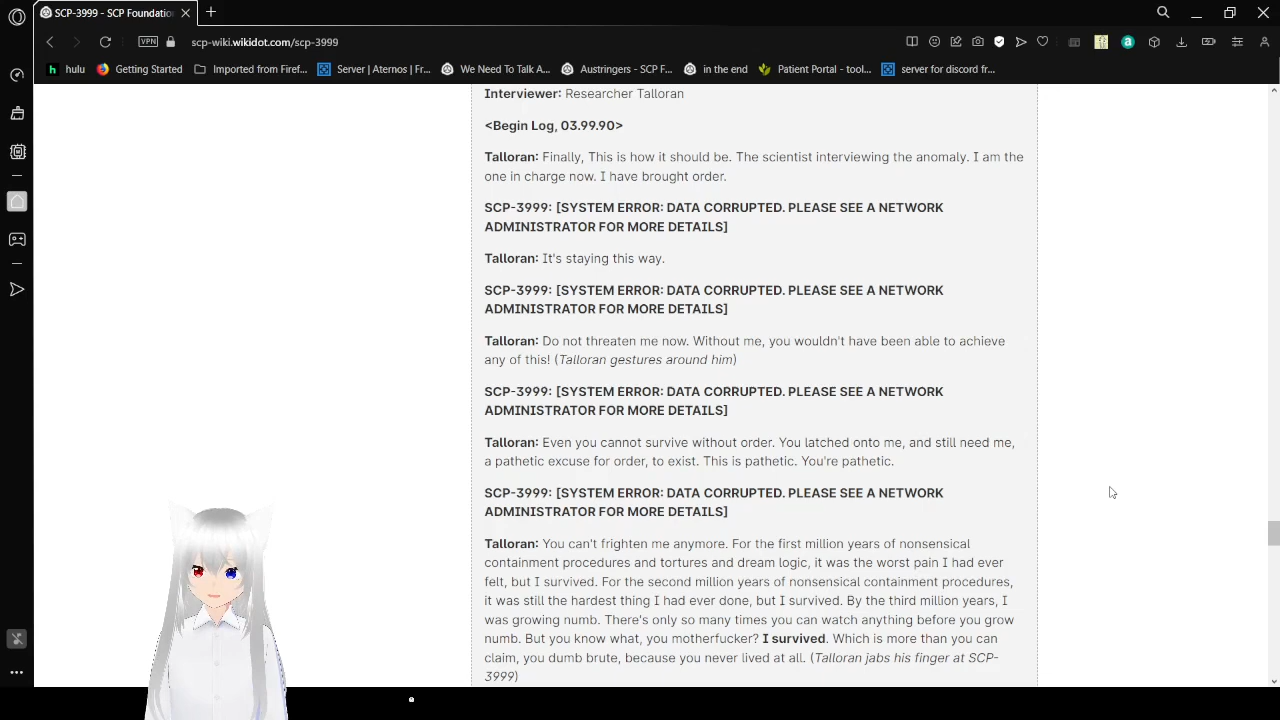 SCP-3999 - SCP Foundatio
scp-wiki.wikidot.com/scp-3999
VPN
hulu
Getting Started
Imported from Firef...
Server | Aternos | Fr...
We Need To Talk A...
Austringers - SCP F...
in the end
Patient Portal - tool...
server for discord fr...
Interviewer: Researcher Talloran
<Begin Log, 03.99.90>
Talloran: Finally, This is how it should be. The scientist interviewing the anomaly. I am the
one in charge now. I have brought order.
SCP-3999: [SYSTEM ERROR: DATA CORRUPTED. PLEASE SEE A NETWORK
ADMINISTRATOR FOR MORE DETAILS]
Talloran: It's staying this way.
SCP-3999: [SYSTEM ERROR: DATA CORRUPTED. PLEASE SEE A NETWORK
ADMINISTRATOR FOR MORE DETAILS]
Talloran: Do not threaten me now. Without me, you wouldn't have been able to achieve
any of this! (Talloran gestures around him)
SCP-3999: [SYSTEM ERROR: DATA CORRUPTED. PLEASE SEE A NETWORK
ADMINISTRATOR FOR MORE DETAILS]
Talloran: Even you cannot survive without order. You latched onto me, and still need me,
a pathetic excuse for order, to exist. This is pathetic. You're pathetic.
SCP-3999: [SYSTEM ERROR: DATA CORRUPTED. PLEASE SEE A NETWORK
ADMINISTRATOR FOR MORE DETAILS]
Talloran: You can't frighten me anymore. For the first million years of nonsensical
containment procedures and tortures and dream logic, it was the worst pain I had ever
felt, but I survived. For the second million years of nonsensical containment procedures,
it was still the hardest thing I had ever done, but I survived. By the third million years, I
was growing numb. There's only so many times you can watch anything before you grow
numb. But you know what, you motherfucker? I survived. Which is more than you can
claim, you dumb brute, because you never lived at all. (Talloran jabs his finger at SCP-
3999)